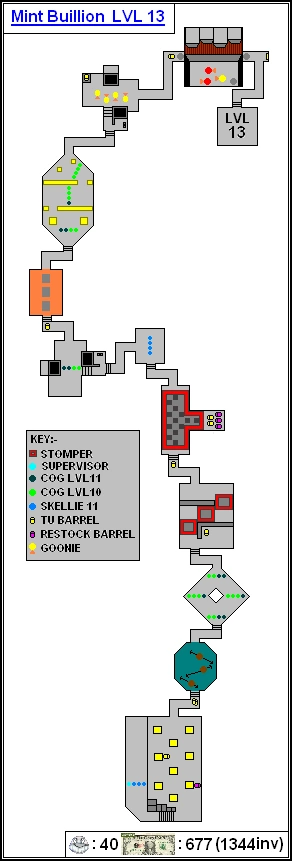 Mint Buillion LVL 13
LVL
13
KEY:-
STOMPER
SUPERVISOR
COG LVL11
COG LVL10
SKELLIE 11
TU BARREL
RESTOCK BARREL
GOONIE
: 40 : 677 (1344inv)